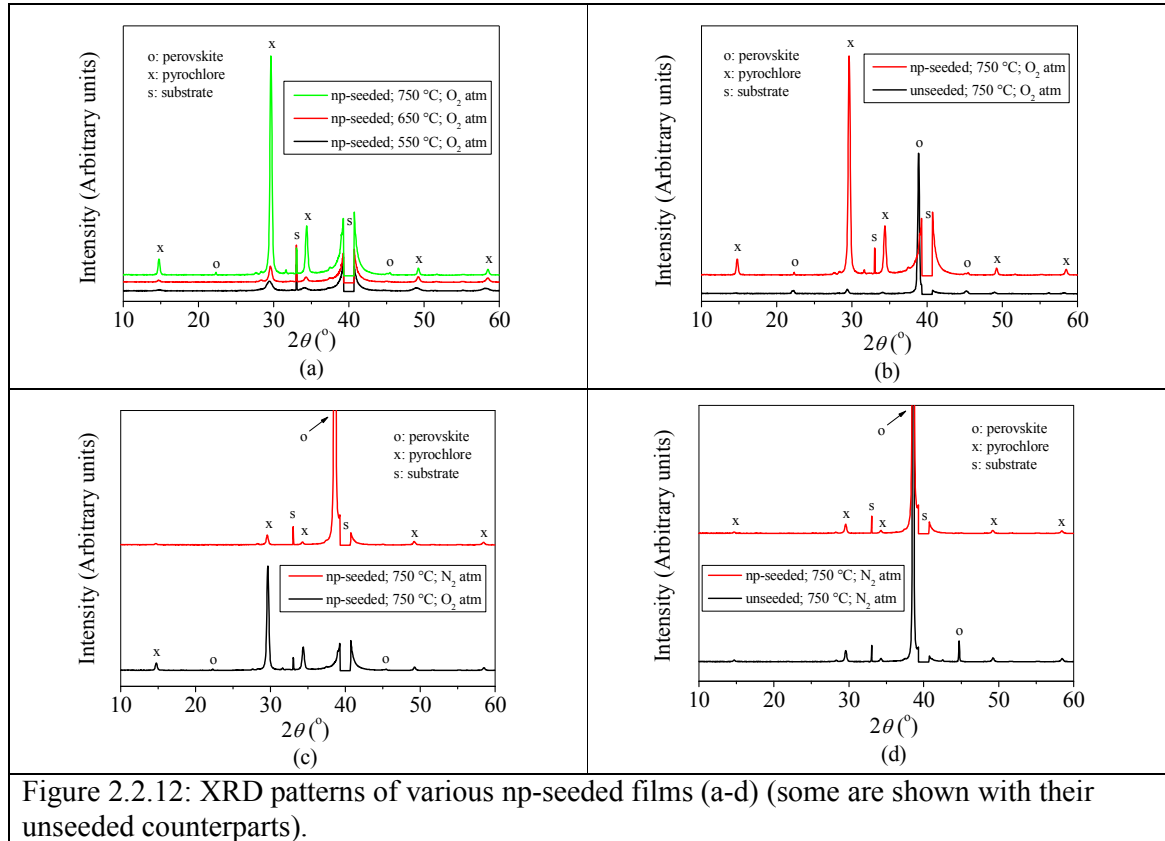 o: perovskite
x: pyrochlore
s: substrate
np-seeded; 750 °C; O₂ atm
np-seeded; 650 °C; O₂ atm
np-seeded; 550 °C; O₂ atm
x
x
o
s
x
s
o
x
x
Intensity (Arbitrary units)
10 20 30 40 50 60
2θ (°)
(a)
o: perovskite
x: pyrochlore
s: substrate
np-seeded; 750 °C; O₂ atm
unseeded; 750 °C; O₂ atm
x
x
o
s
x
o
s
o
x
x
Intensity (Arbitrary units)
10 20 30 40 50 60
2θ (°)
(b)
o: perovskite
x: pyrochlore
s: substrate
o
x
s
x
s
x
x
np-seeded; 750 °C; N₂ atm
np-seeded; 750 °C; O₂ atm
x
o
o
Intensity (Arbitrary units)
10 20 30 40 50 60
2θ (°)
(c)
o: perovskite
x: pyrochlore
s: substrate
o
x
x
s
x
s
x
x
np-seeded; 750 °C; N₂ atm
unseeded; 750 °C; N₂ atm
o
Intensity (Arbitrary units)
10 20 30 40 50 60
2θ (°)
(d)
Figure 2.2.12: XRD patterns of various np-seeded films (a-d) (some are shown with their
unseeded counterparts).